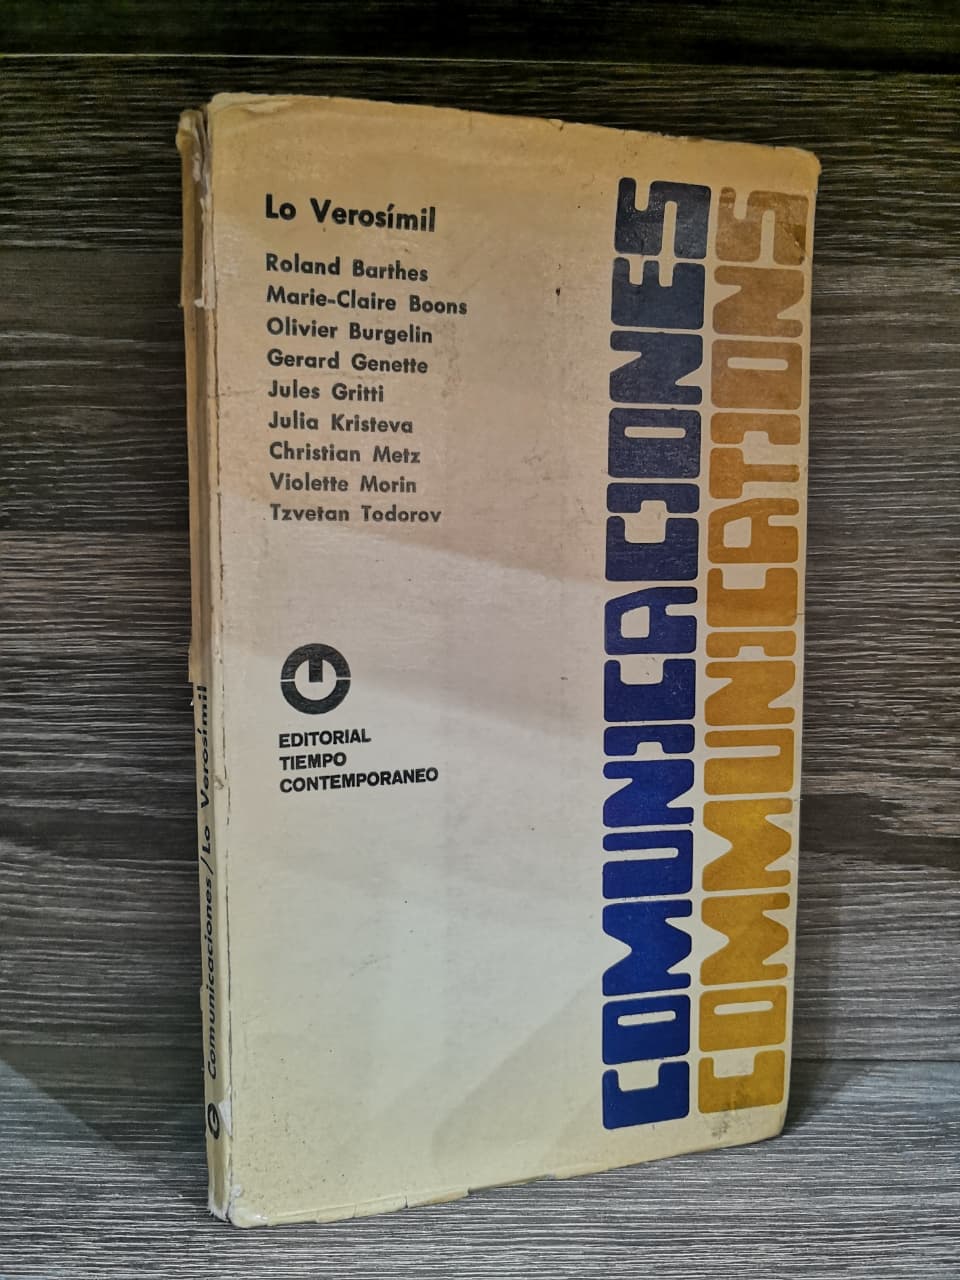 Lo Verosímil
Roland Barthes
Marie-Claire Boons
Olivier Burgelin
Gerard Genette
Jules Gritti
Julia Kristeva
Christian Metz
Violette Morin
Tzvetan Todorov
EDITORIAL
TIEMPO
CONTEMPORANEO
COMUNICACIONES
COMMUNICATIONS
Comunicaciones/Lo Verosímil